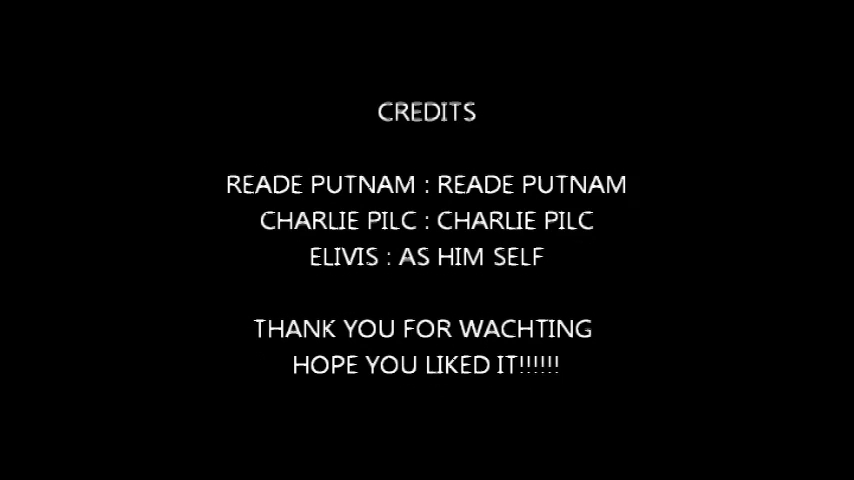 CREDITS
READE PUTNAM : READE PUTNAM
CHARLIE PILC : CHARLIE PILC
ELIVIS : AS HIM SELF
THANK YOU FOR WACHTING
HOPE YOU LIKED IT!!!!!!